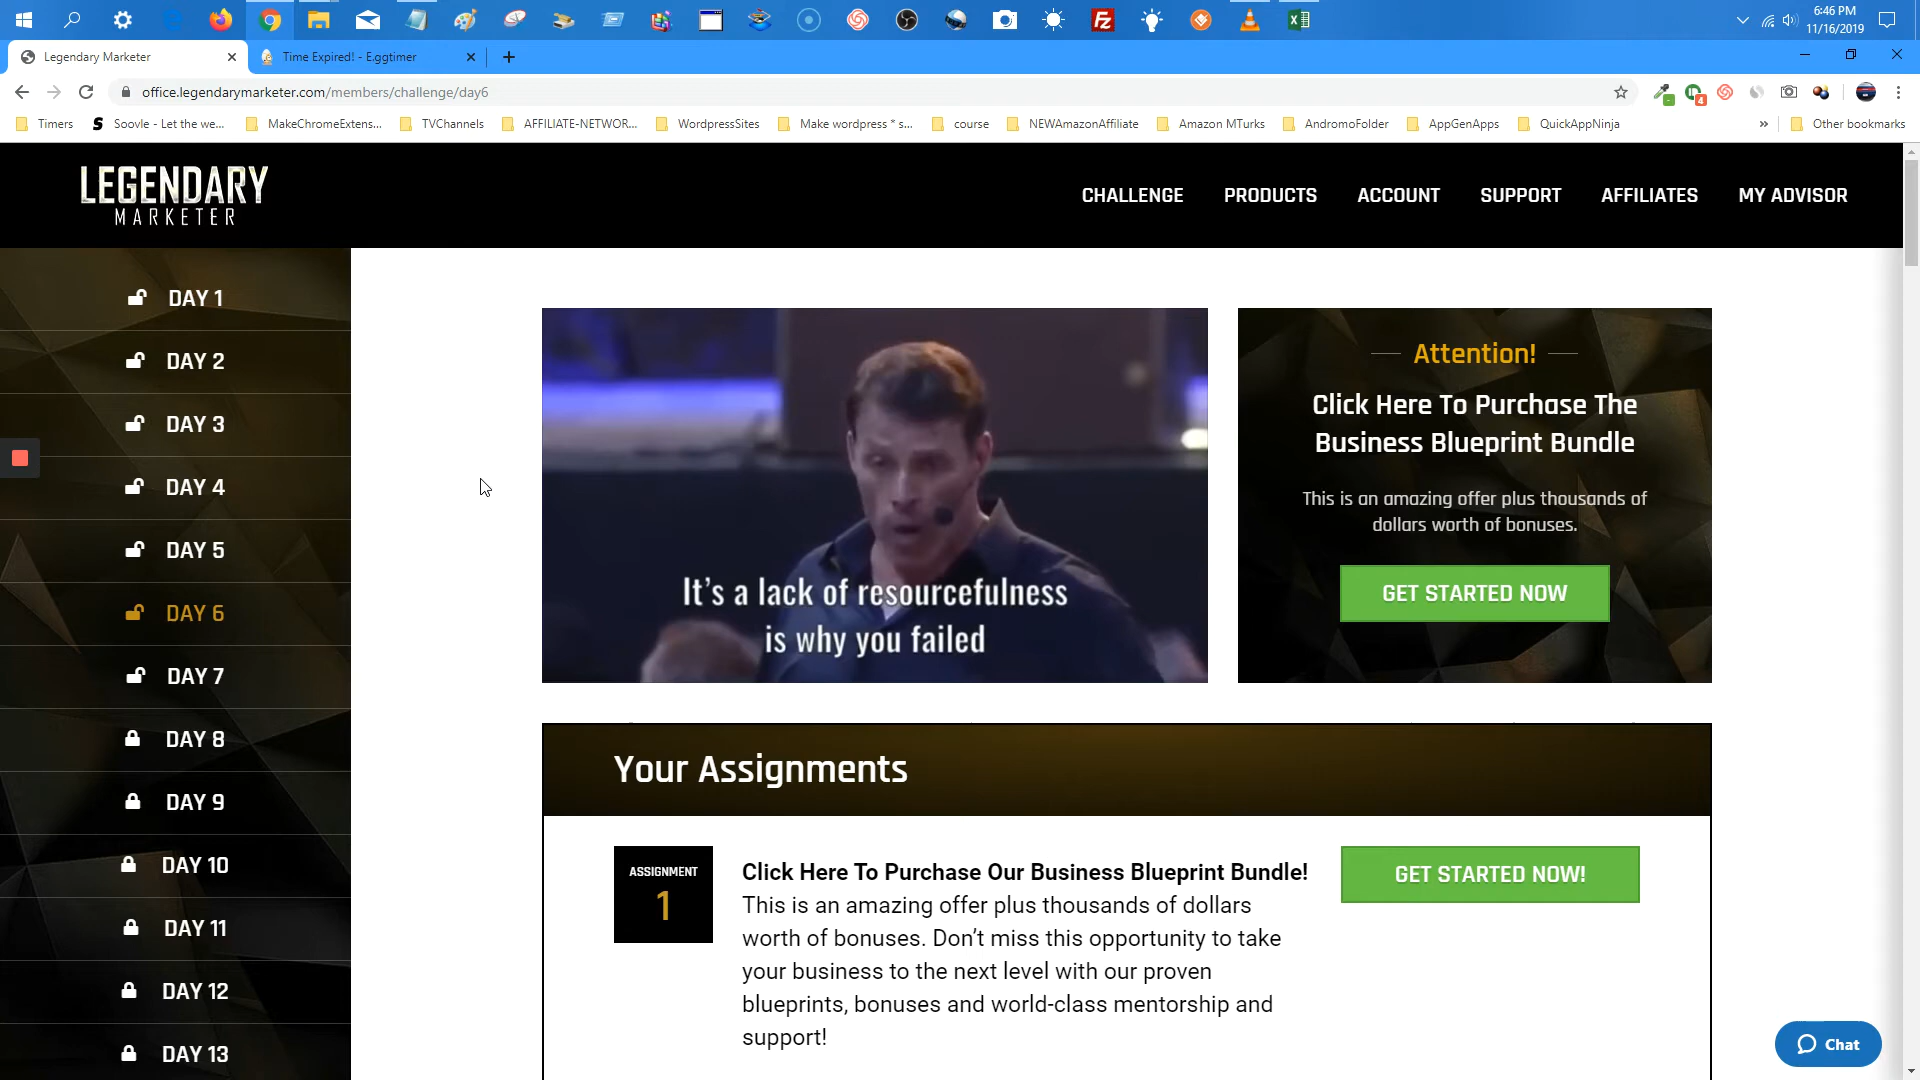 6:46 PM
11/16/2019
Legendary Marketer
Time Expired! - E.ggtimer
office.legendarymarketer.com/members/challenge/day6
4
Timers
S
Soovle - Let the we...
MakeChromeExtens...
TVChannels
AFFILIATE-NETWOR...
WordpressSites
Make wordpress * s...
course
NEWAmazonAffiliate
Amazon MTurks
AndromoFolder
AppGenApps
QuickAppNinja
»
Other bookmarks
LEGENDARY
MARKETER
CHALLENGE
PRODUCTS
ACCOUNT
SUPPORT
AFFILIATES
MY ADVISOR
DAY 1
DAY 2
DAY 3
DAY 4
DAY 5
DAY 6
DAY 7
DAY 8
DAY 9
DAY 10
DAY 11
DAY 12
DAY 13
It's a lack of resourcefulness
is why you failed
Attention!
Click Here To Purchase The
Business Blueprint Bundle
This is an amazing offer plus thousands of
dollars worth of bonuses.
GET STARTED NOW
Your Assignments
ASSIGNMENT
1
Click Here To Purchase Our Business Blueprint Bundle!
This is an amazing offer plus thousands of dollars
worth of bonuses. Don't miss this opportunity to take
your business to the next level with our proven
blueprints, bonuses and world-class mentorship and
support!
GET STARTED NOW!
Chat